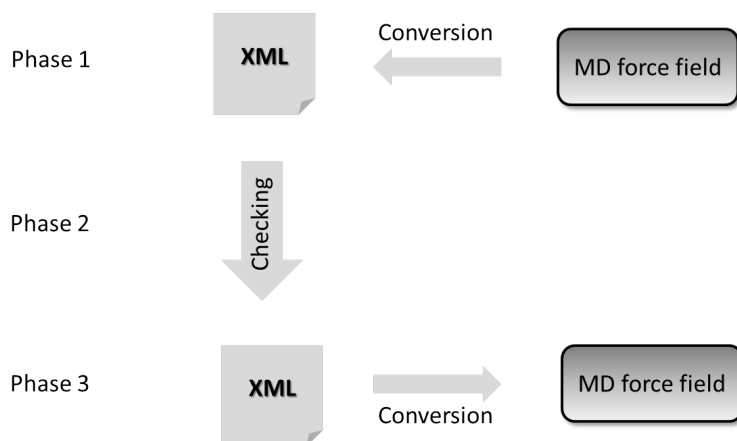 Conversion
Phase 1
XML
MD force field
Phase 2
Checking
Phase 3
XML
MD force field
Conversion